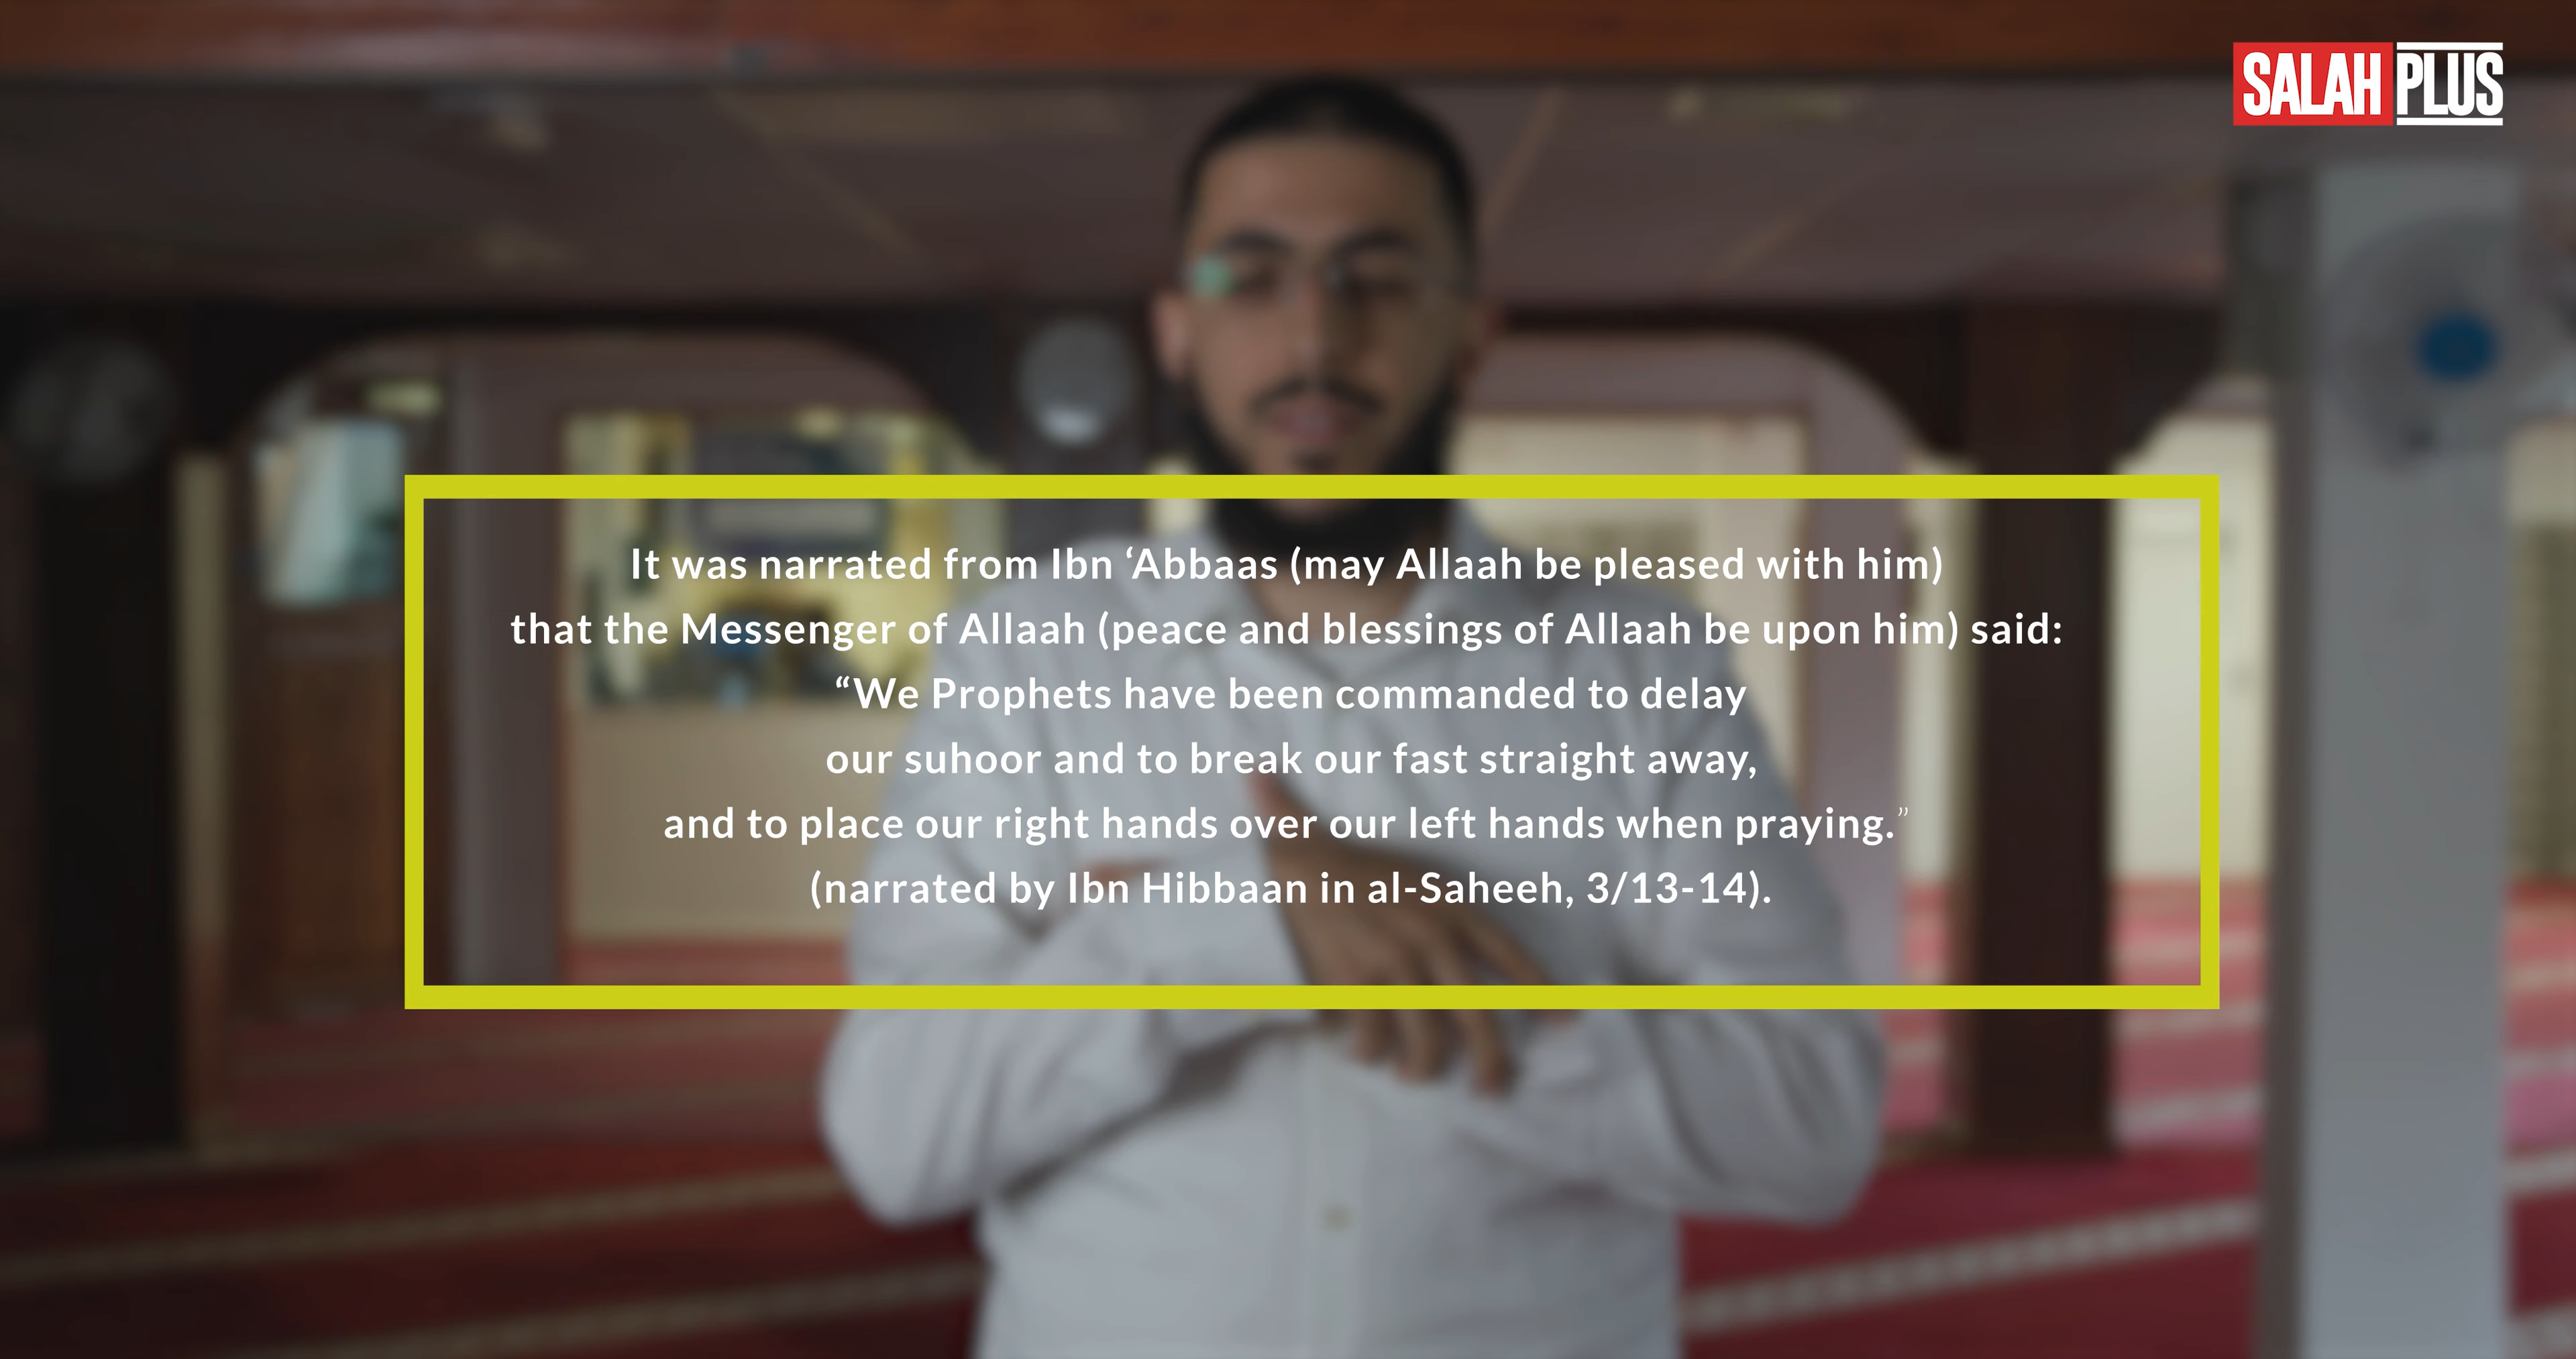 SALAH PLUS
It was narrated from Ibn ‘Abbaas (may Allaah be pleased with him)
that the Messenger of Allaah (peace and blessings of Allaah be upon him) said:
“We Prophets have been commanded to delay
our suhoor and to break our fast straight away,
and to place our right hands over our left hands when praying.”
(narrated by Ibn Hibbaan in al-Saheeh, 3/13-14).